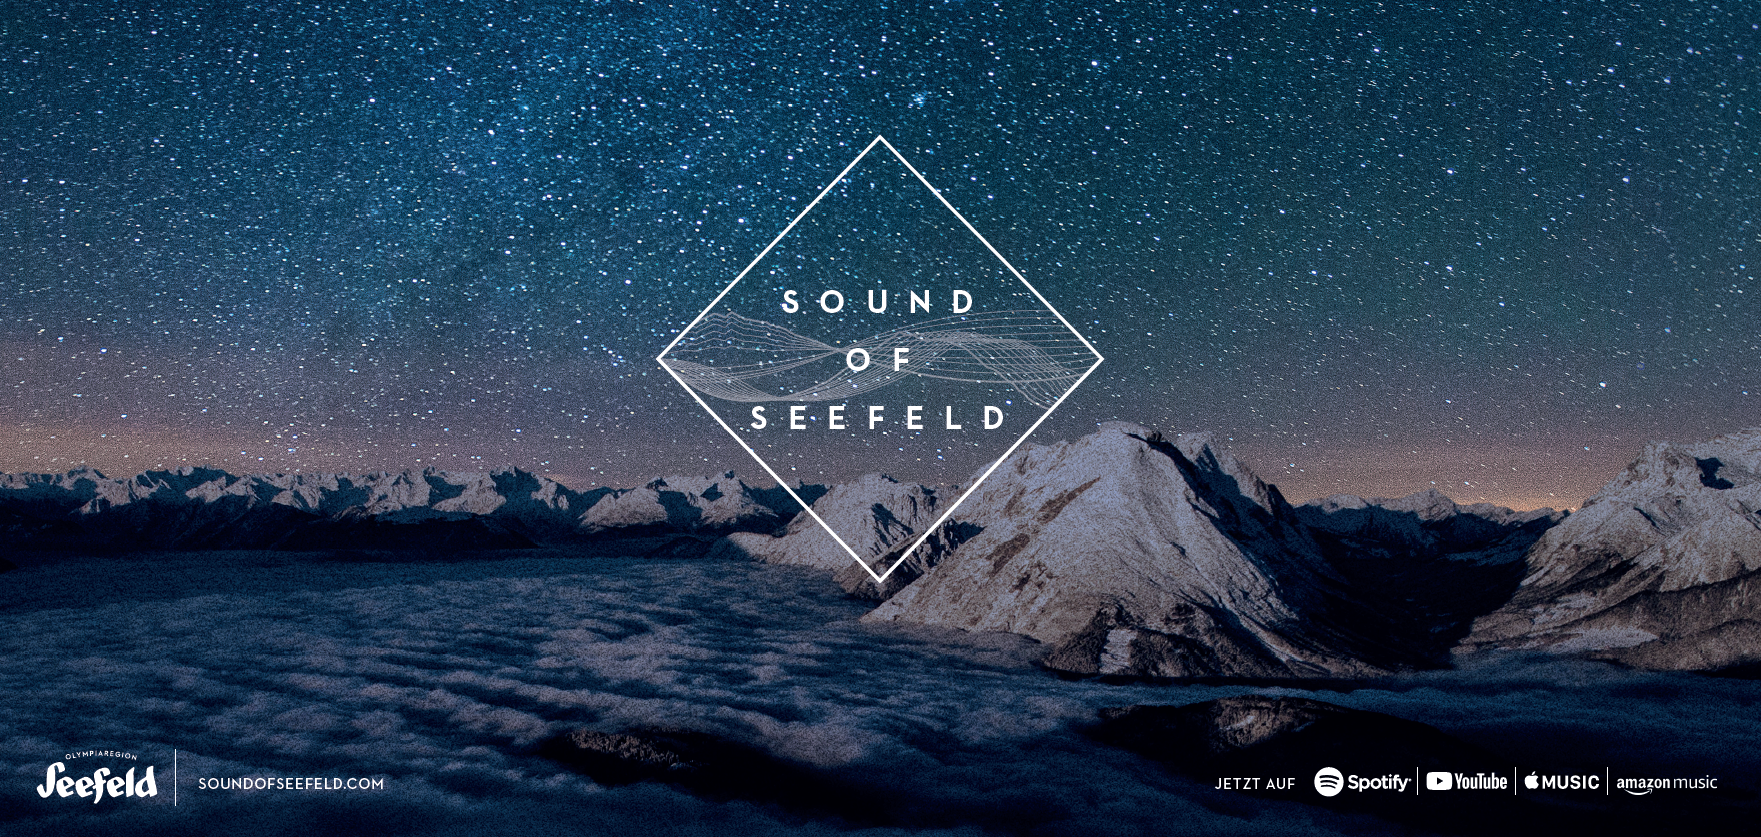 SOUND
OF
SEEFELD
OLYMPIAREGION
Seefeld
SOUNDOFSEEFELD.COM
JETZT AUF
Spotify
YouTube
MUSIC
amazon music